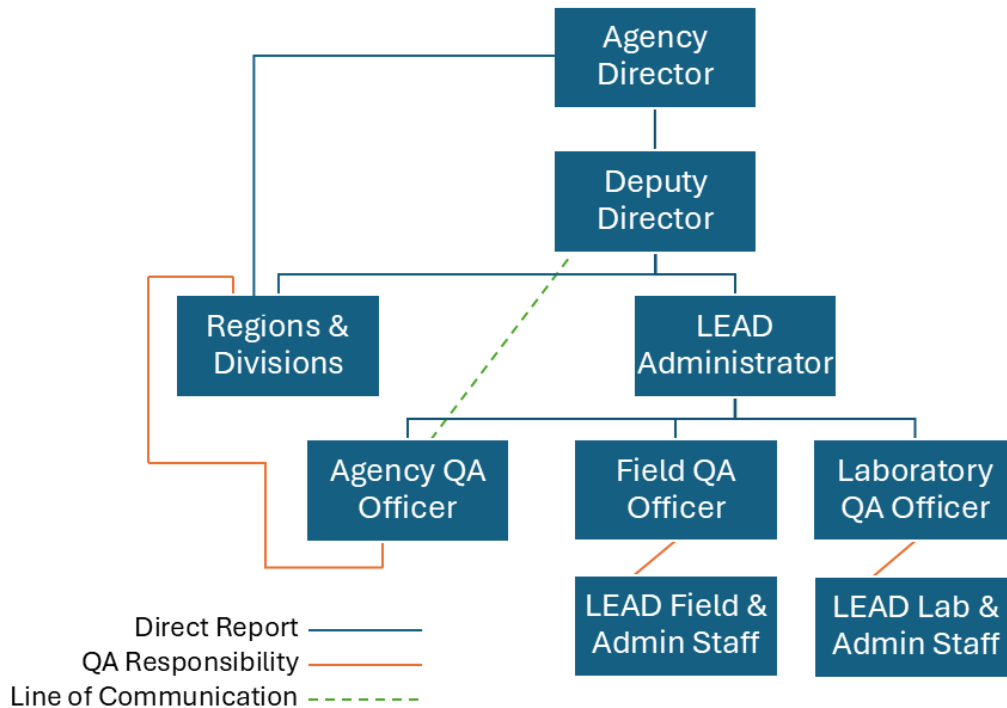 Agency
Director
Deputy
Director
Regions &
Divisions
LEAD
Administrator
Agency QA
Officer
Field QA
Officer
Laboratory
QA Officer
LEAD Field &
Admin Staff
LEAD Lab &
Admin Staff
Direct Report
QA Responsibility
Line of Communication